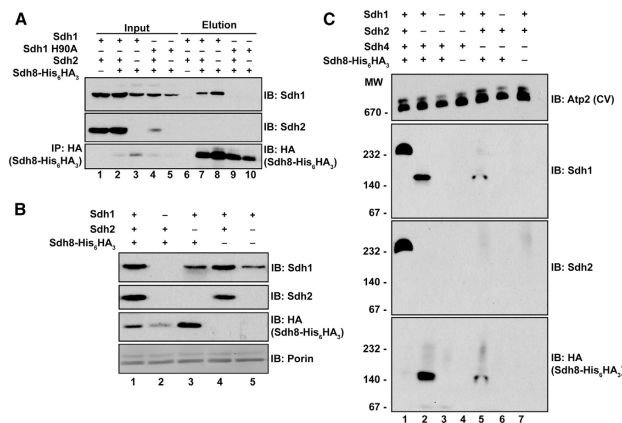 A
Input Elution
Sdh1 + + + − − + + + − −
Sdh1 H90A − − − + + − − − + +
Sdh2 + + − + − + + − + −
Sdh8-His₆HA₃ − + + + + − + + + +
IB: Sdh1
IB: Sdh2
IP: HA
(Sdh8-His₆HA₃)
IB: HA
(Sdh8-His₆HA₃)
1 2 3 4 5 6 7 8 9 10
B
Sdh1 + − + + +
Sdh2 + + − + −
Sdh8-His₆HA₃ + + + − −
IB: Sdh1
IB: Sdh2
IB: HA
(Sdh8-His₆HA₃)
IB: Porin
1 2 3 4 5
C
Sdh1 + + − + + − +
Sdh2 + − − − + + +
Sdh4 + + + + − − −
Sdh8-His₆HA₃ + + + − + + −
MW
670 -
IB: Atp2 (CV)
232 -
140 -
67 -
IB: Sdh1
232 -
140 -
67 -
IB: Sdh2
232 -
140 -
67 -
IB: HA
(Sdh8-His₆HA₃)
1 2 3 4 5 6 7